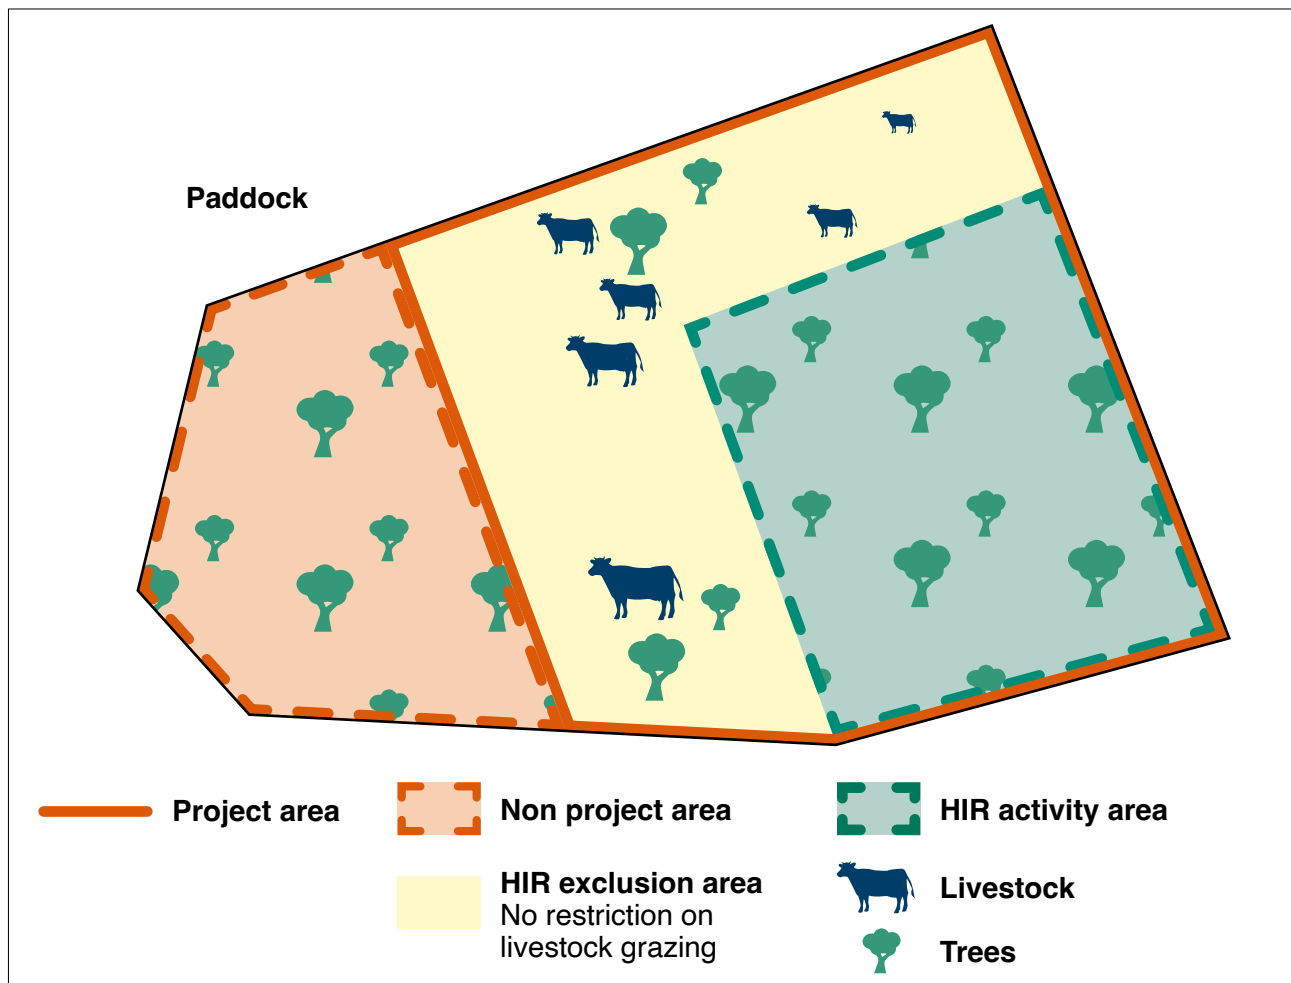 Paddock
Project area
Non project area
HIR activity area
HIR exclusion area
No restriction on
livestock grazing
Livestock
Trees